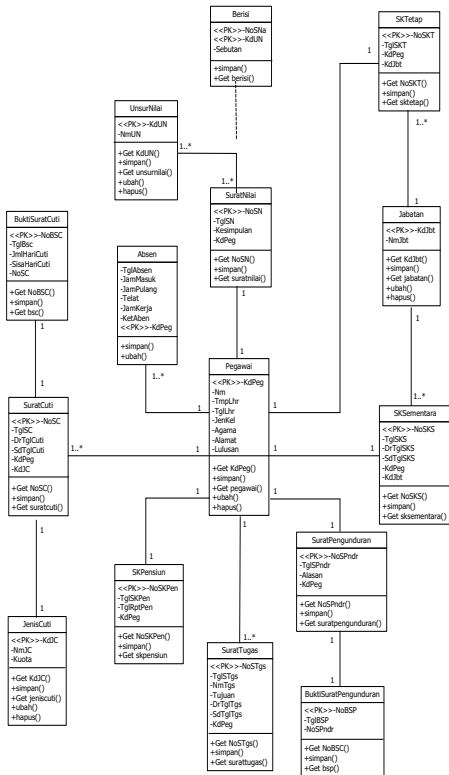 Berisi
<<PK>>-NoSNa
<<PK>>-KdUN
-Sebutan
+simpan()
+Get berisi()
SKTetap
<<PK>>-NoSKT
-TglSKT
-KdPeg
-KdJbt
+Get NoSKT()
+simpan()
+Get sktetap()
1
1
1..*
UnsurNilai
<<PK>>-KdUN
-NmUN
+Get KdUN()
+simpan()
+Get unsurnilai()
+ubah()
+hapus()
1..*
1..*
SuratNilai
<<PK>>-NoSN
-TglSN
-Kesimpulan
-KdPeg
+Get NoSN()
+simpan()
+Get suratnilai()
1
1
Jabatan
<<PK>>-KdJbt
-NmJbt
+Get KdJbt()
+simpan()
+Get jabatan()
+ubah()
+hapus()
1
1..*
BuktiSuratCuti
<<PK>>-NoBSC
-TglBsc
-JmlHariCuti
-SisaHariCuti
-NoSC
+Get NoBSC()
+simpan()
+Get bsc()
1
1
Absen
-TglAbsen
-JamMasuk
-JamPulang
-Telat
-JamKerja
-KetAben
<<PK>>-KdPeg
+simpan()
+ubah()
1..*
Pegawai
<<PK>>-KdPeg
-Nm
-TmpLhr
-TglLhr
-JenKel
-Agama
-Alamat
-Lulusan
+Get KdPeg()
+simpan()
+Get pegawai()
+ubah()
+hapus()
1
1
1
1
1
1
1
1
SuratCuti
<<PK>>-NoSC
-TglSC
-DrTglCuti
-SdTglCuti
-KdPeg
-KdJC
+Get NoSC()
+simpan()
+Get suratcuti()
1..*
1
1
SKSementara
<<PK>>-NoSKS
-TglSKS
-DrTglSKS
-SdTglSKS
-KdPeg
-KdJbt
+Get NoSKS()
+simpan()
+Get sksementara()
SKPensiun
<<PK>>-NoSKPen
-TglSKPen
-TglRptPen
-KdPeg
+Get NoSKPen()
+simpan()
+Get skpensiun
1
SuratPengunduran
<<PK>>-NoSPndr
-TglSPndr
-Alasan
-KdPeg
+Get NoSPndr()
+simpan()
+Get suratpengunduran()
1
1
1
JenisCuti
<<PK>>-KdJC
-NmJC
-Kuota
+Get KdJC()
+simpan()
+Get jeniscuti()
+ubah()
+hapus()
1..*
SuratTugas
<<PK>>-NoSTgs
-TglSTgs
-NmTgs
-Tujuan
-DrTglTgs
-SdTglTgs
-KdPeg
+Get NoSTgs()
+simpan()
+Get surattugas()
BuktiSuratPengunduran
<<PK>>-NoBSP
-TglBSP
-NoSPndr
+Get NoBSC()
+simpan()
+Get bsp()